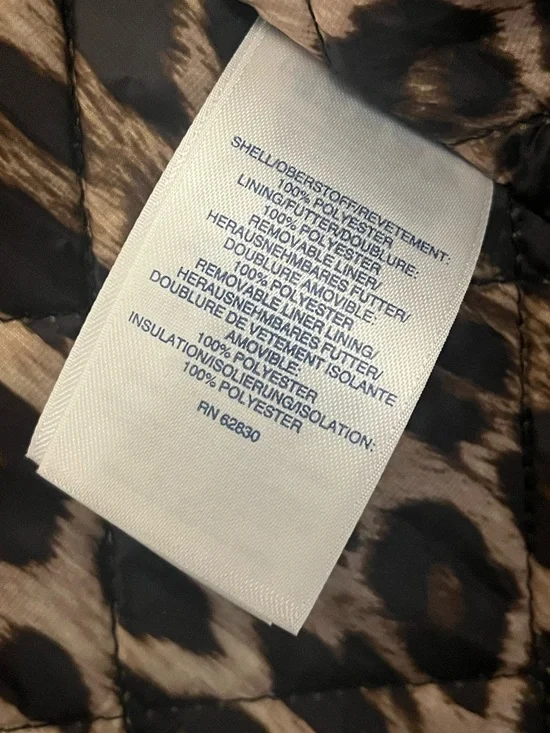 SHELL/OBERSTOFF/REVETEMENT:
100% POLYESTER
LINING/FUTTER/DOUBLURE:
100% POLYESTER
REMOVABLE LINER/
HERAUSNEHMBARES FUTTER/
DOUBLURE AMOVIBLE:
100% POLYESTER
REMOVABLE LINER LINING/
HERAUSNEHMBARES FUTTER/
DOUBLURE DE VETEMENT ISOLANTE
AMOVIBLE:
100% POLYESTER
INSULATION/ISOLIERUNG/ISOLATION:
100% POLYESTER
RN 62830